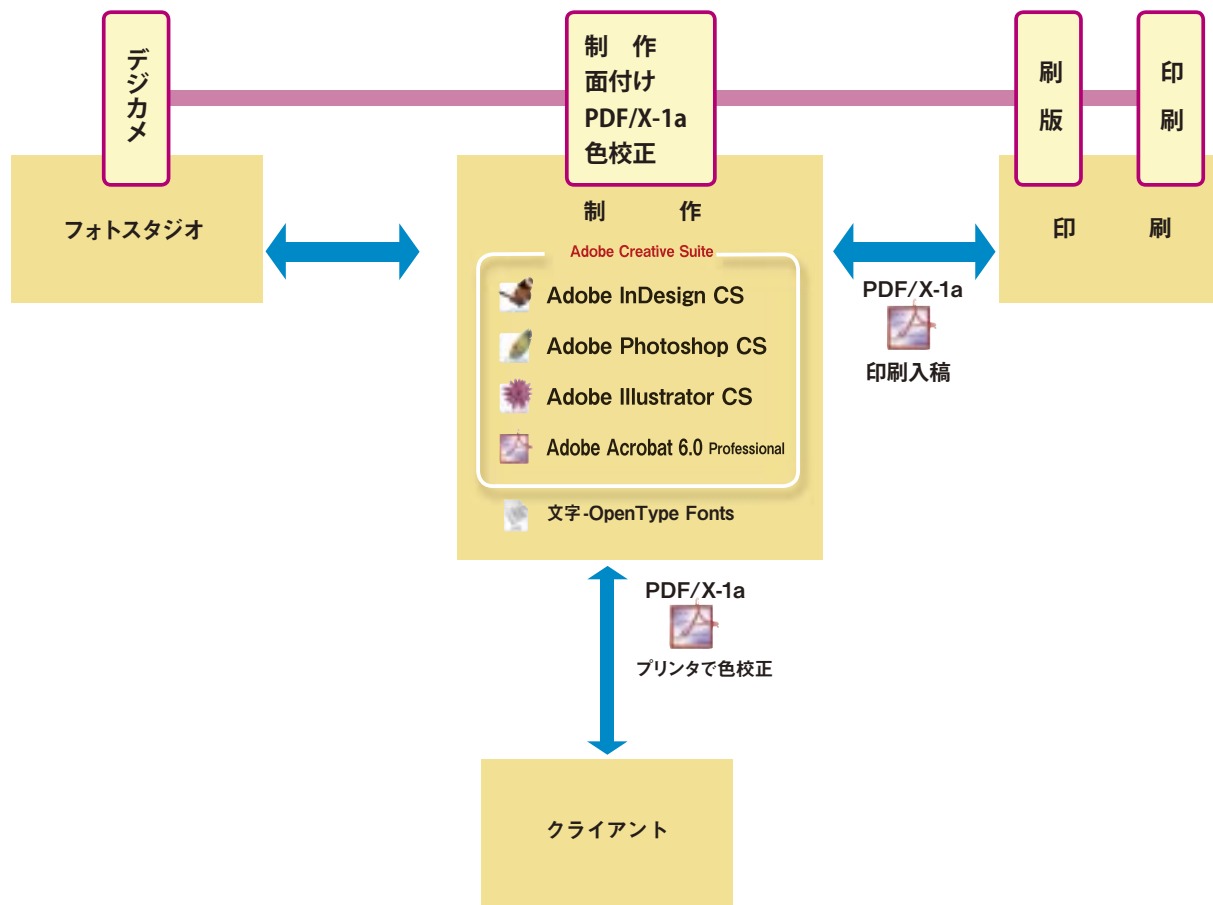 デジカメ
制　作
面付け
PDF/X-1a
色校正
刷版
印刷
フォトスタジオ
制　作
印　刷
Adobe Creative Suite
Adobe InDesign CS
Adobe Photoshop CS
Adobe Illustrator CS
Adobe Acrobat 6.0 Professional
文字-OpenType Fonts
PDF/X-1a
印刷入稿
PDF/X-1a
プリンタで色校正
クライアント